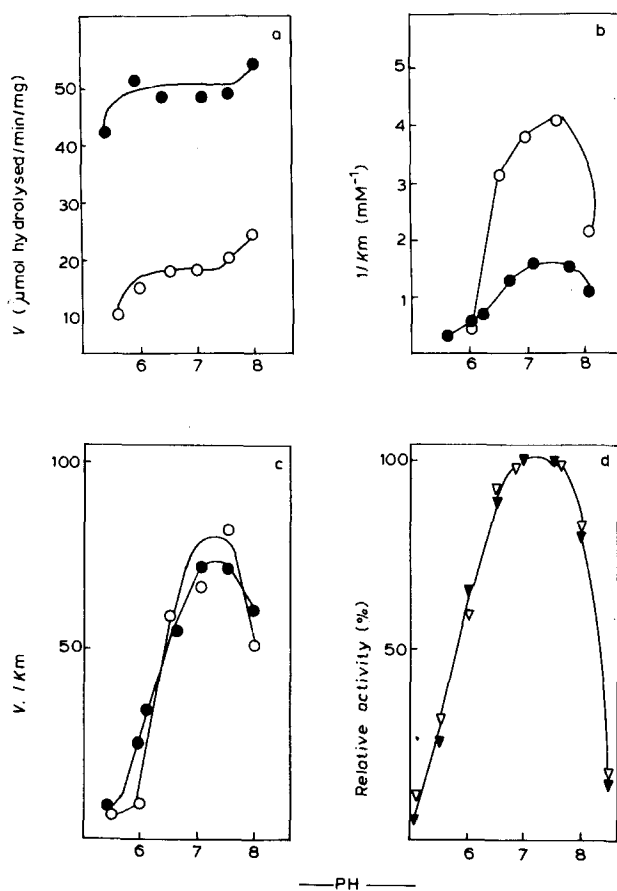 a
V (μmol hydrolysed/min/mg)
50
40
30
20
10
6 7 8
b
1/Km (mM⁻¹)
5
4
3
2
1
6 7 8
c
V./Km
100
50
6 7 8
d
Relative activity (%)
100
50
6 7 8
PH